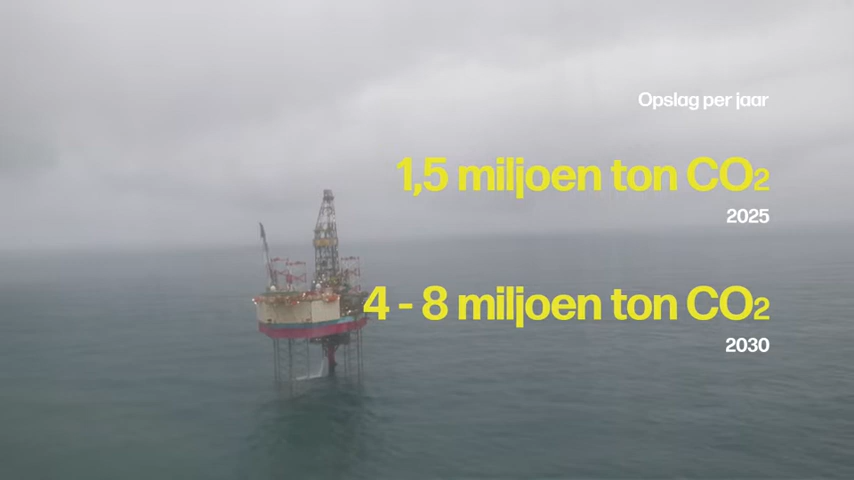 Opslag per jaar
1,5 miljoen ton CO₂
2025
4 - 8 miljoen ton CO₂
2030